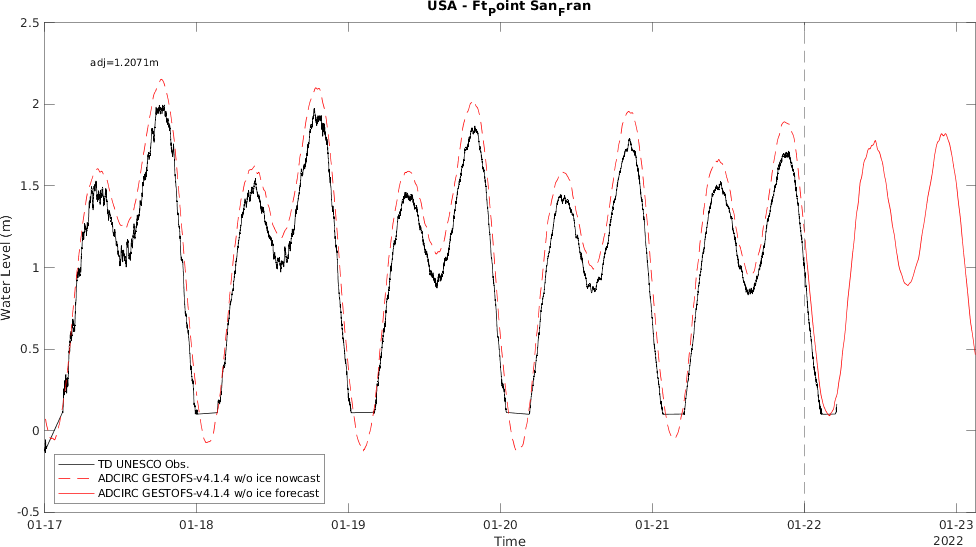 USA - Ft_Point San_Fran
2.5
adj=1.2071m
2
1.5
1
0.5
0
-0.5
Water Level (m)
TD UNESCO Obs.
ADCIRC GESTOFS-v4.1.4 w/o ice nowcast
ADCIRC GESTOFS-v4.1.4 w/o ice forecast
01-17 01-18 01-19 01-20 01-21 01-22 01-23
Time
2022